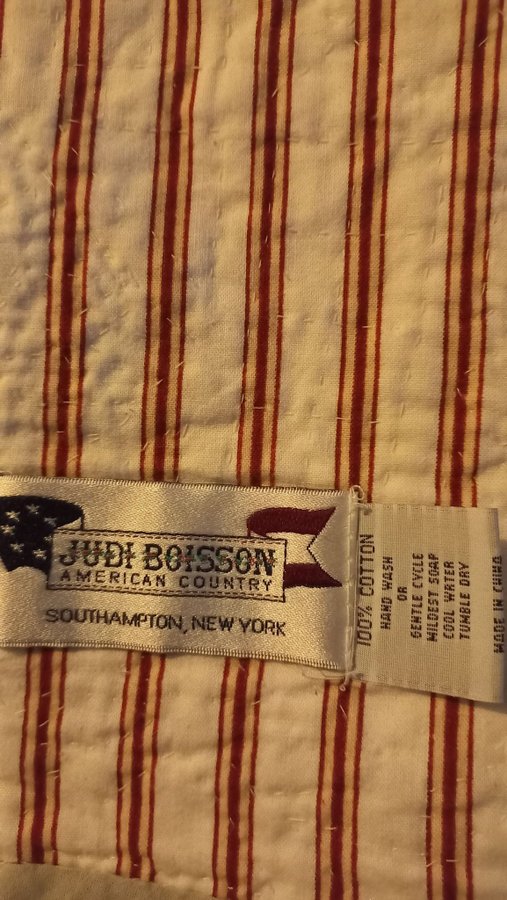 JUDI BOISSON
AMERICAN COUNTRY
SOUTHAMPTON, NEW YORK
100% COTTON
HAND WASH
OR
GENTLE CYCLE
MILDEST SOAP
COOL WATER
TUMBLE DRY
MADE IN CHINA